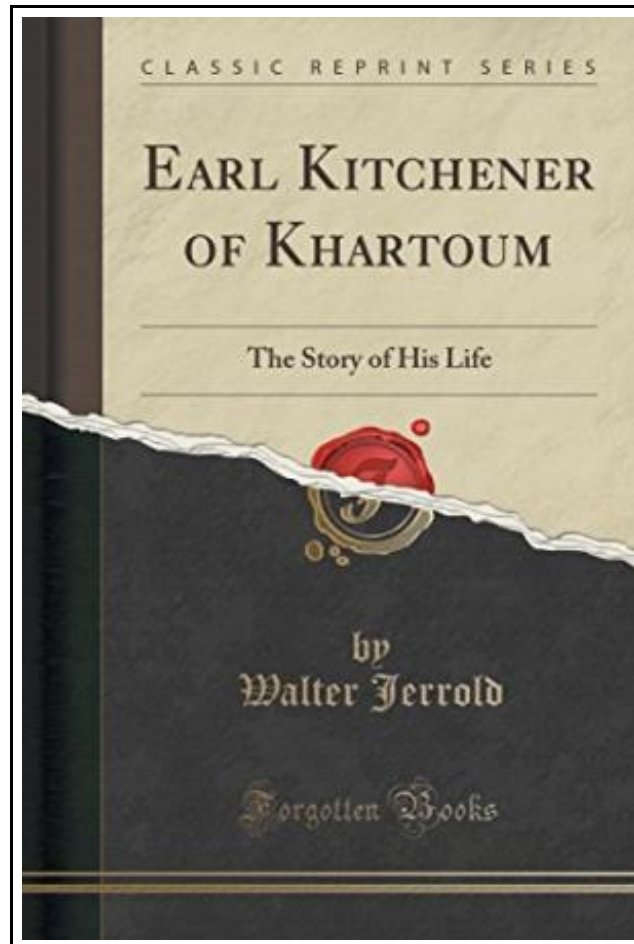 CLASSIC REPRINT SERIES
EARL KITCHENER
OF KHARTOUM
The Story of His Life
by
Walter Jerrold
Forgotten Books